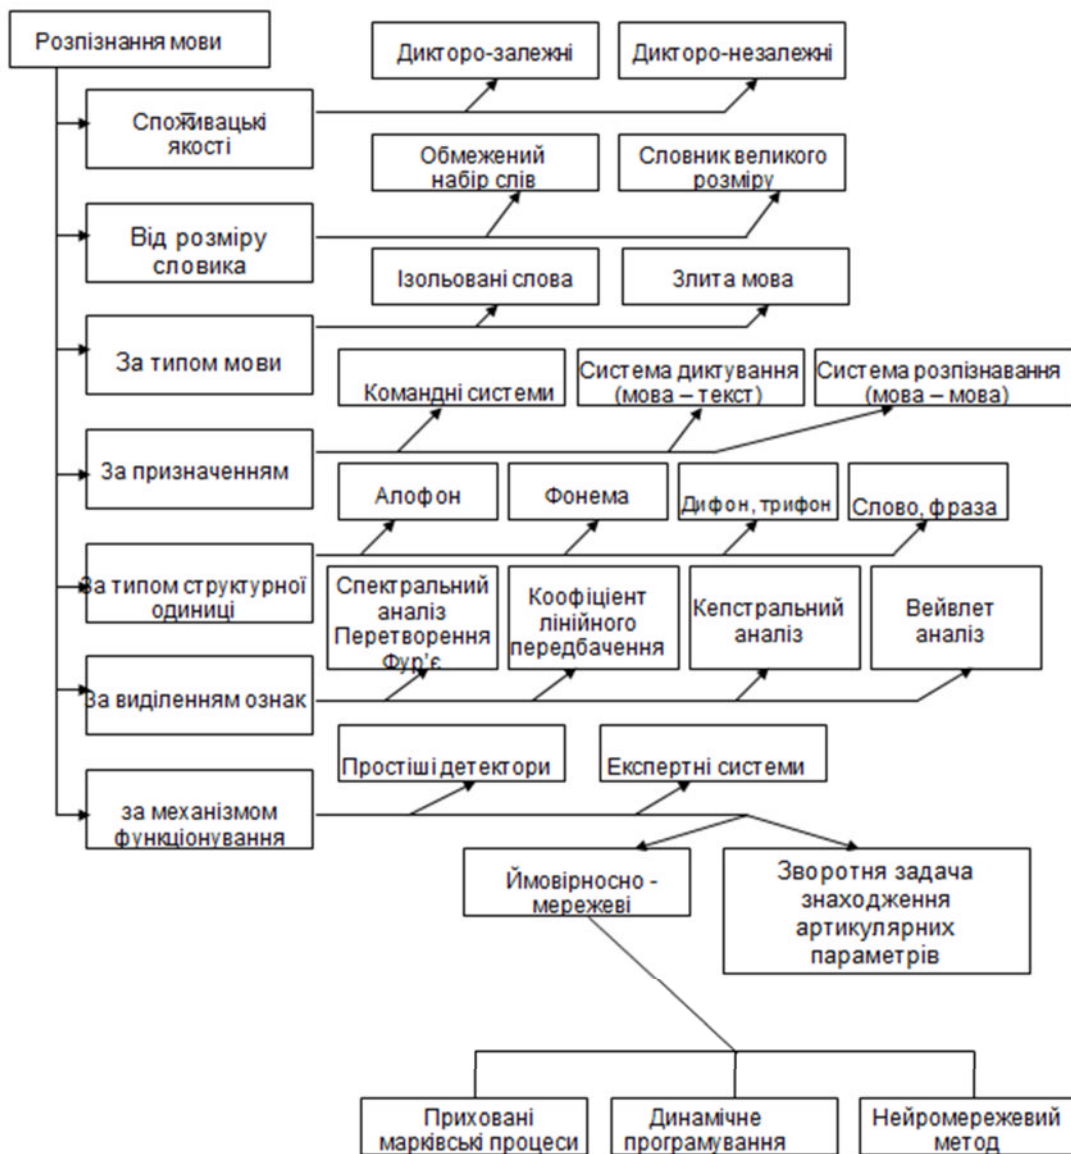 Розпізнання мови
Дикторо-залежні
Дикторо-незалежні
Споживацькі
якості
Обмежений
набір слів
Словник великого
розміру
Від розміру
словика
Ізольовані слова
Злита мова
За типом мови
Командні системи
Система диктування
(мова – текст)
Система розпізнавання
(мова – мова)
За призначенням
Алофон
Фонема
Дифон, трифон
Слово, фраза
За типом структурної
одиниці
Спектральний
аналіз
Перетворення
Фур'є
Коофіціент
лінійного
передбачення
Кепстральний
аналіз
Вейвлет
аналіз
За виділенням ознак
Простіші детектори
Експертні системи
за механізмом
функціонування
Ймовірносно -
мережеві
Зворотня задача
знаходження
артикулярних
параметрів
Приховані
марківські процеси
Динамічне
програмування
Нейромережевий
метод